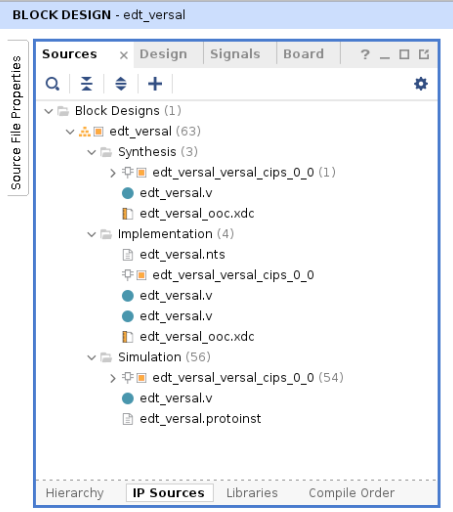 BLOCK DESIGN - edt_versal
Source File Properties
Sources × Design Signals Board ?
Block Designs (1)
edt_versal (63)
Synthesis (3)
edt_versal_versal_cips_0_0 (1)
edt_versal.v
edt_versal_ooc.xdc
Implementation (4)
edt_versal.nts
edt_versal_versal_cips_0_0
edt_versal.v
edt_versal.v
edt_versal_ooc.xdc
Simulation (56)
edt_versal_versal_cips_0_0 (54)
edt_versal.v
edt_versal.protoinst
Hierarchy IP Sources Libraries Compile Order